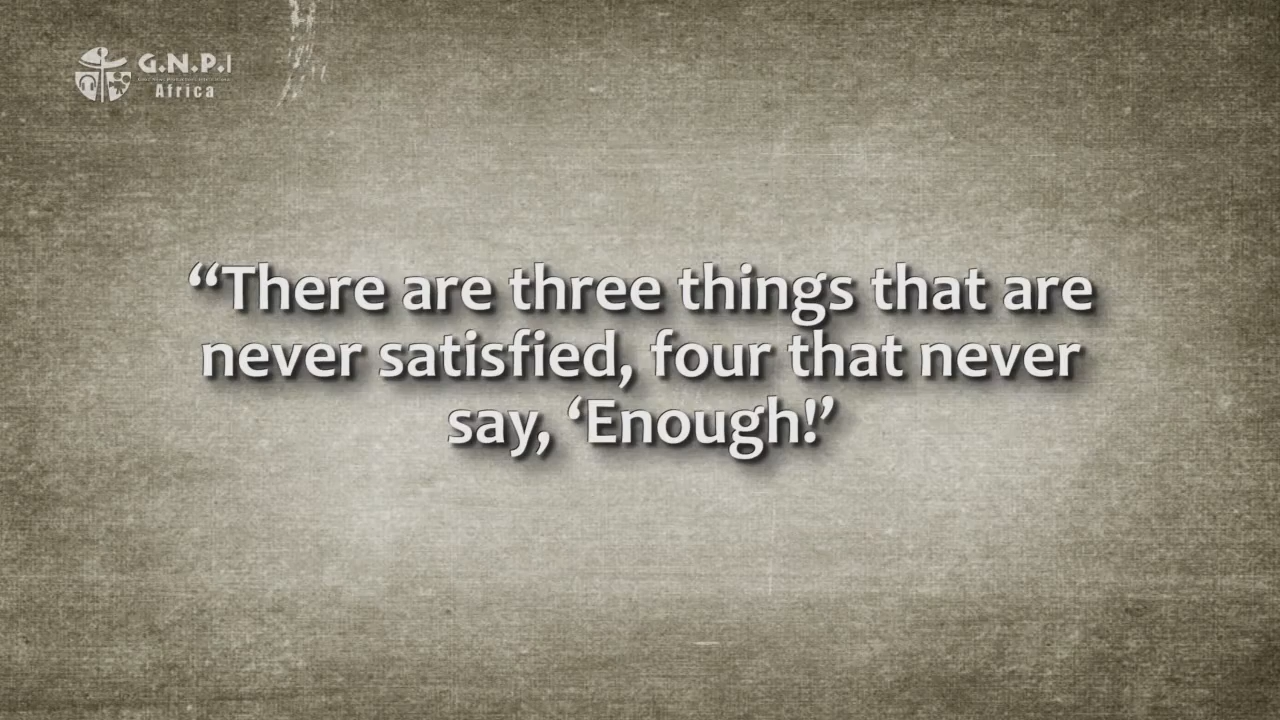 G.N.P.I
Africa
“There are three things that are
never satisfied, four that never
say, ‘Enough!’